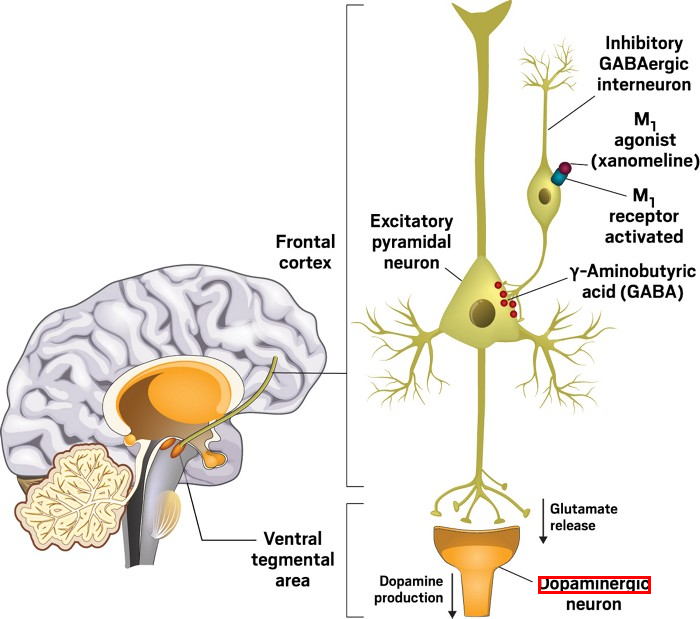 Inhibitory
GABAergic
interneuron
M1
agonist
(xanomeline)
M1
receptor
activated
Excitatory
pyramidal
neuron
γ-Aminobutyric
acid (GABA)
Frontal
cortex
Glutamate
release
Ventral
tegmental
area
Dopamine
production
Dopaminergic
neuron